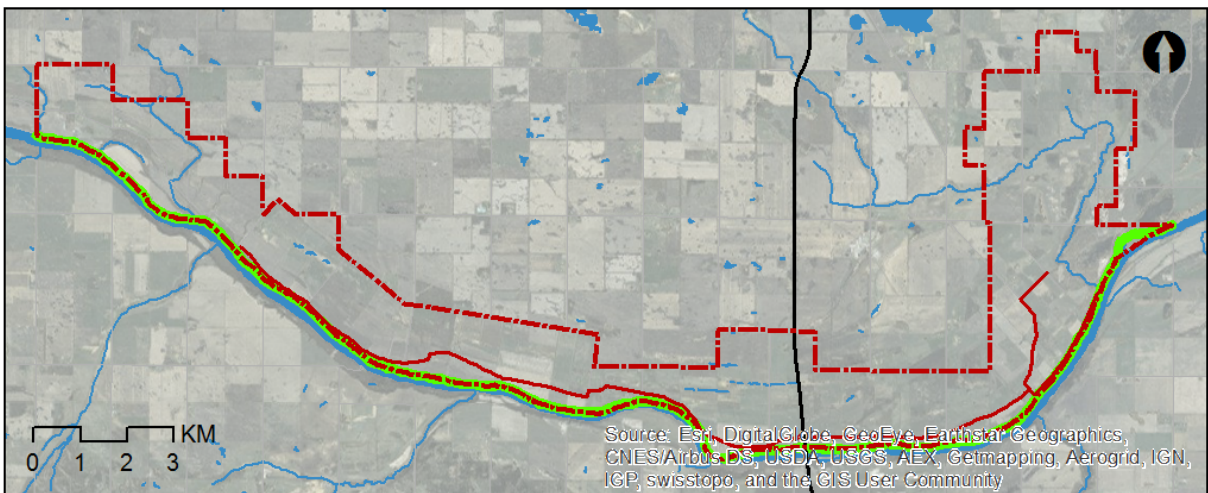 KM
0 1 2 3
Source: Esri, DigitalGlobe, GeoEye, Earthstar Geographics,
CNES/Airbus DS, USDA, USGS, AEX, Getmapping, Aerogrid, IGN,
IGP, swisstopo, and the GIS User Community